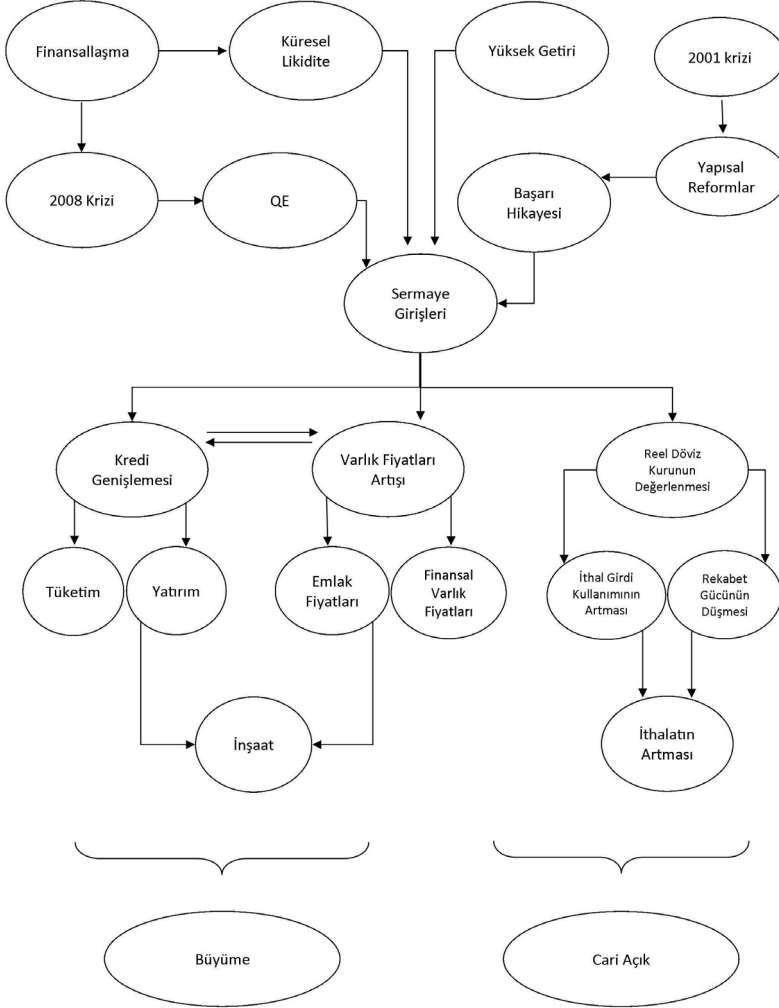 Finansallaşma
Küresel
Likidite
Yüksek Getiri
2001 krizi
2008 Krizi
QE
Başarı
Hikayesi
Yapısal
Reformlar
Sermaye
Girişleri
Kredi
Genişlemesi
Varlık Fiyatları
Artışı
Reel Döviz
Kurunun
Değerlenmesi
Tüketim
Yatırım
Emlak
Fiyatları
Finansal
Varlık
Fiyatları
İthal Girdi
Kullanımının
Artması
Rekabet
Gücünün
Düşmesi
İnşaat
İthalatın
Artması
Büyüme
Cari Açık